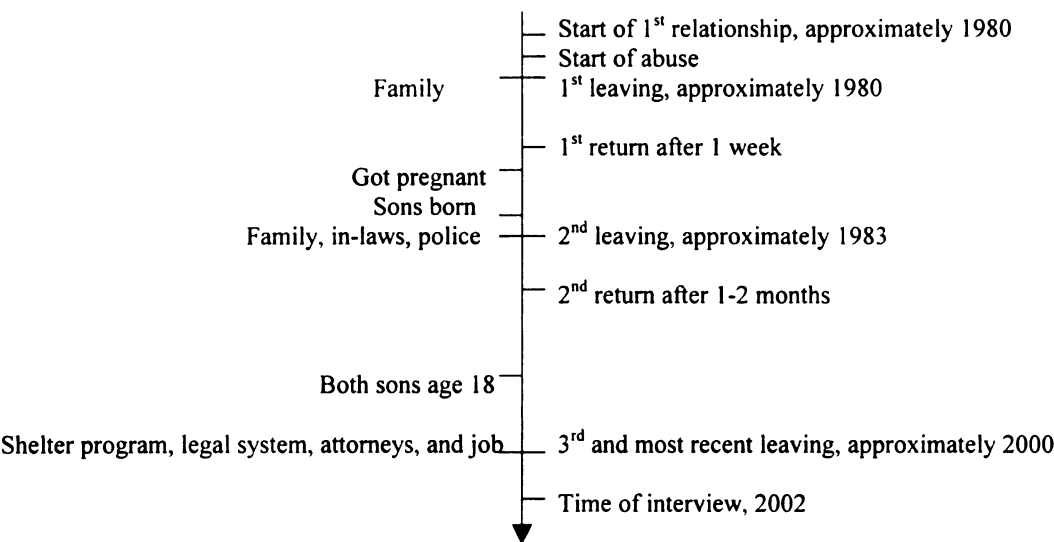 Start of 1st relationship, approximately 1980
Start of abuse
Family
1st leaving, approximately 1980
1st return after 1 week
Got pregnant
Sons born
Family, in-laws, police
2nd leaving, approximately 1983
2nd return after 1-2 months
Both sons age 18
Shelter program, legal system, attorneys, and job
3rd and most recent leaving, approximately 2000
Time of interview, 2002